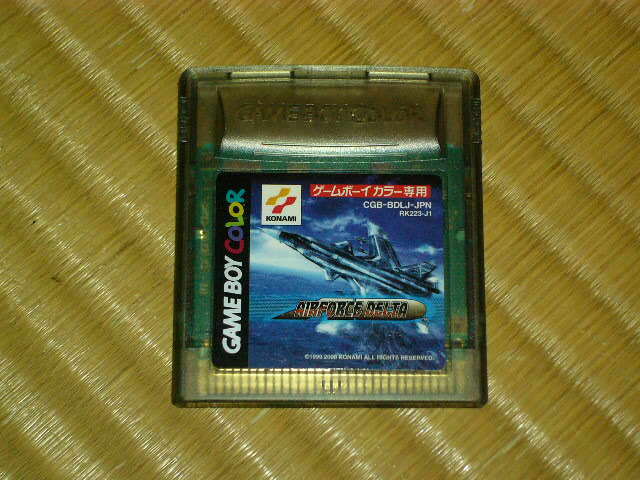 GAME BOY COLOR
GAME BOY COLOR
KONAMI
ゲームボーイカラー専用
CGB-BDLJ-JPN
RK223-J1
AIRFORCE DELTA
©1999 2000 KONAMI ALL RIGHTS RESERVED.